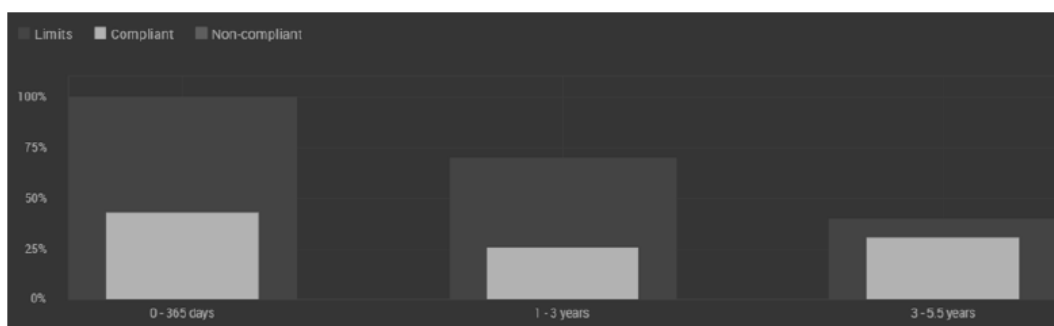 Limits Compliant Non-compliant
100%
75%
50%
25%
0%
0 - 365 days 1 - 3 years 3 - 5.5 years